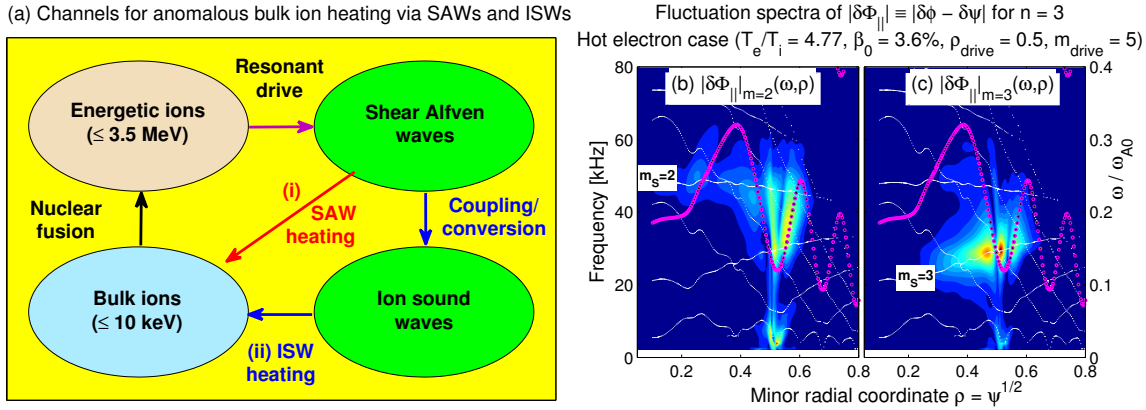 (a) Channels for anomalous bulk ion heating via SAWs and ISWs
Energetic ions
(≤ 3.5 MeV)
Resonant
drive
Shear Alfven
waves
Nuclear
fusion
(i)
SAW
heating
Coupling/
conversion
Bulk ions
(≤ 10 keV)
Ion sound
waves
(ii) ISW
heating
Fluctuation spectra of |δΦ||| ≡ |δϕ − δψ| for n = 3
Hot electron case (Te/Ti = 4.77, β0 = 3.6%, ρdrive = 0.5, mdrive = 5)
(b) |δΦ|||m=2(ω,ρ)
(c) |δΦ|||m=3(ω,ρ)
Frequency [kHz]
80
60
40
20
0
mS=2
mS=3
0.2
0.4
0.6
0.8
0.2
0.4
0.6
0.8
0.4
0.3
0.2
0.1
0
ω / ωA0
Minor radial coordinate ρ = ψ1/2